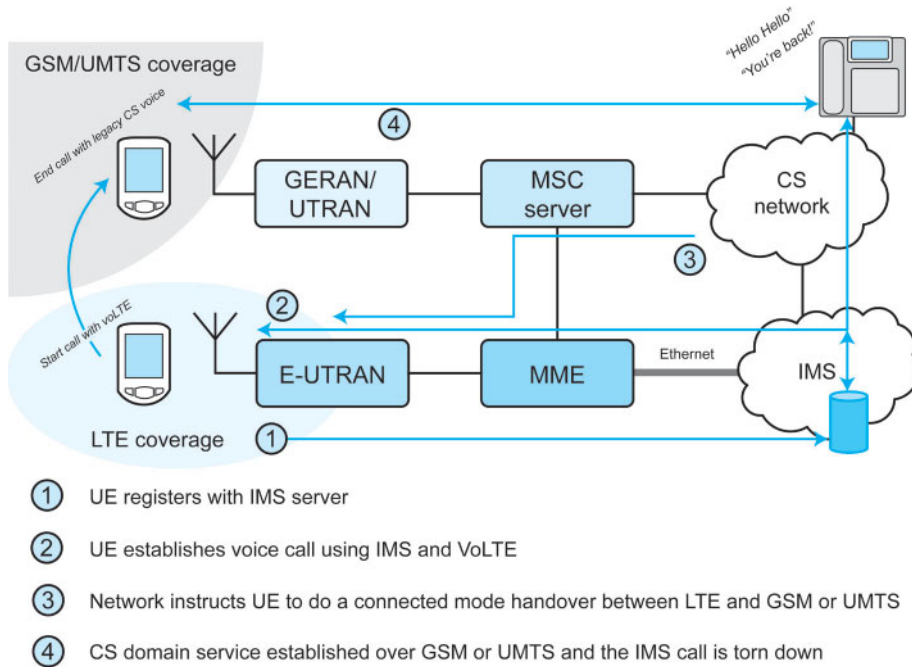 "Hello Hello"
"You're back!"
GSM/UMTS coverage
End call with legacy CS voice
4
GERAN/
UTRAN
MSC
server
CS
network
3
2
Start call with voLTE
E-UTRAN
MME
Ethernet
IMS
LTE coverage
1
1 UE registers with IMS server
2 UE establishes voice call using IMS and VoLTE
3 Network instructs UE to do a connected mode handover between LTE and GSM or UMTS
4 CS domain service established over GSM or UMTS and the IMS call is torn down